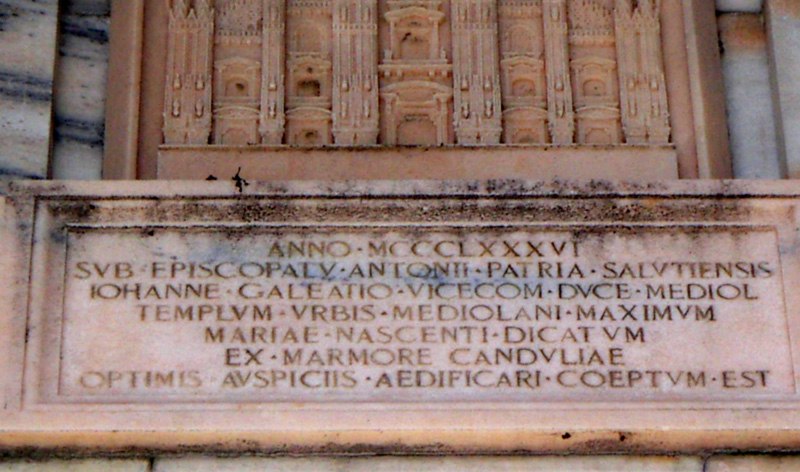 ANNO·MCCCLXXXVI
SVB·EPISCOPALV·ANTONII·PATRIA·SALVTIENSIS
IOHANNE·GALEATIO·VICECOM·DVCE·MEDIOL
TEMPLVM·VRBIS·MEDIOLANI·MAXIMVM
MARIAE·NASCENTI·DICATVM
EX·MARMORE CANDVLIAE
OPTIMIS·AVSPICIIS·AEDIFICARI·COEPTVM·EST